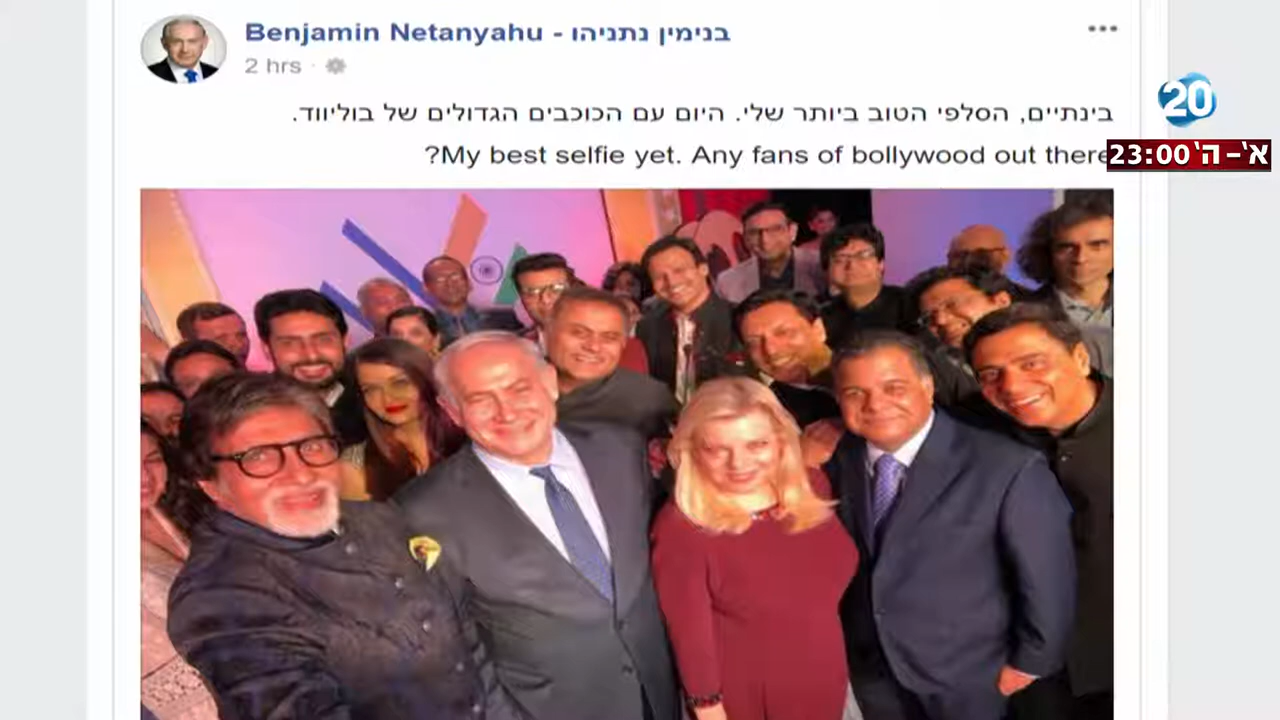 Benjamin Netanyahu - בנימין נתניהו
2 hrs ·
בינתיים, הסלפי הטוב ביותר שלי. היום עם הכוכבים הגדולים של בוליווד.
?My best selfie yet. Any fans of bollywood out there
20
א'-ה' 23:00